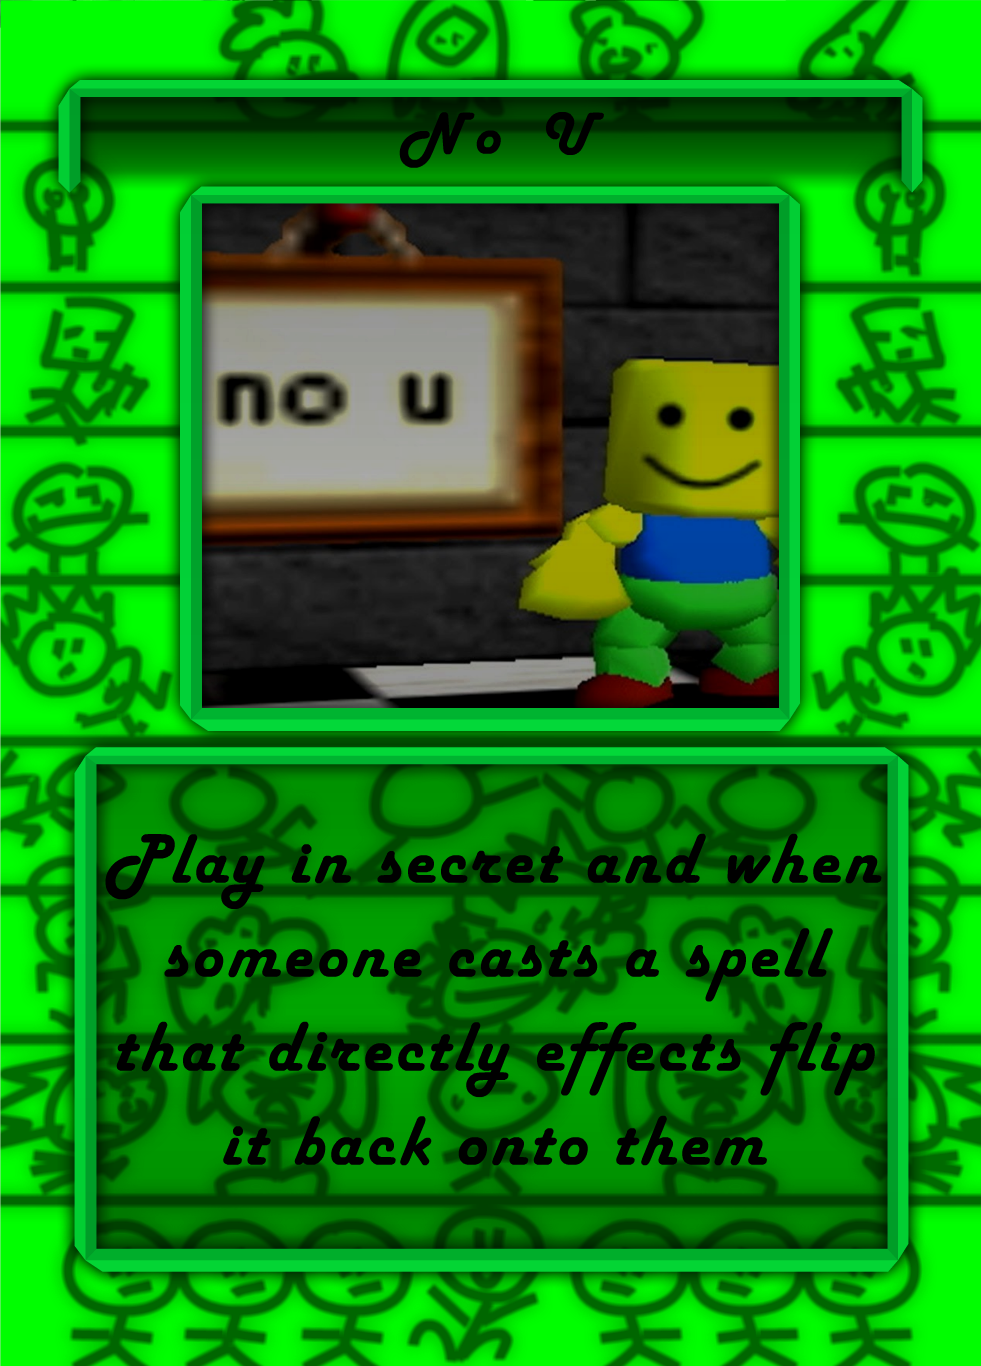 No U
no u
Play in secret and when
someone casts a spell
that directly effects flip
it back onto them